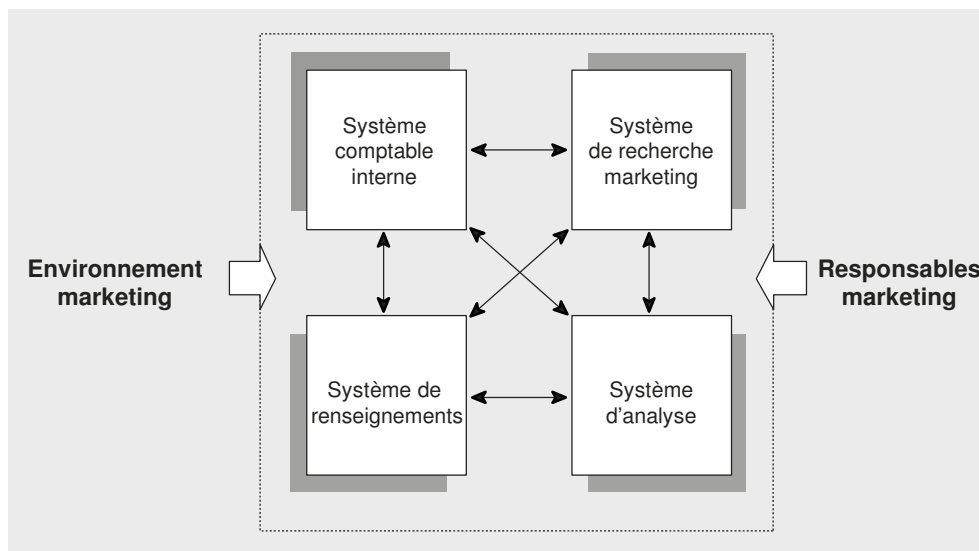 Système
comptable
interne
Système
de recherche
marketing
Environnement
marketing
Responsables
marketing
Système de
renseignements
Système
d'analyse